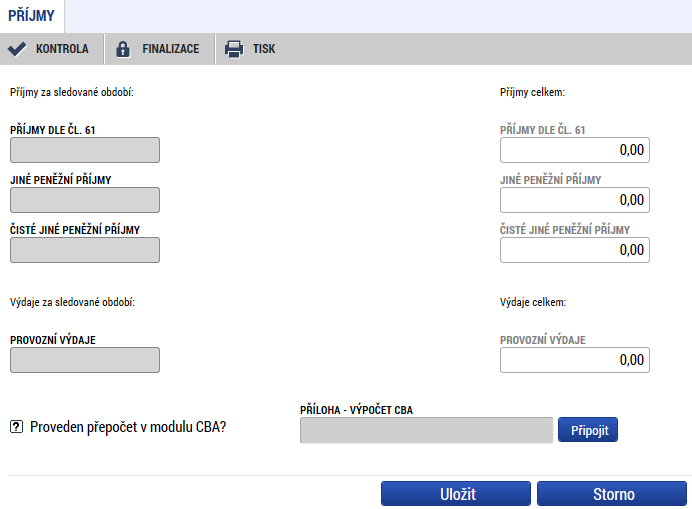 PŘÍJMY
KONTROLA FINALIZACE TISK
Příjmy za sledované období: Příjmy celkem:
PŘÍJMY DLE ČL. 61 PŘÍJMY DLE ČL. 61
0,00
JINÉ PENĚŽNÍ PŘÍJMY JINÉ PENĚŽNÍ PŘÍJMY
0,00
ČISTÉ JINÉ PENĚŽNÍ PŘÍJMY ČISTÉ JINÉ PENĚŽNÍ PŘÍJMY
0,00
Výdaje za sledované období: Výdaje celkem:
PROVOZNÍ VÝDAJE PROVOZNÍ VÝDAJE
0,00
PŘÍLOHA - VÝPOČET CBA
? Proveden přepočet v modulu CBA? Připojit
Uložit Storno